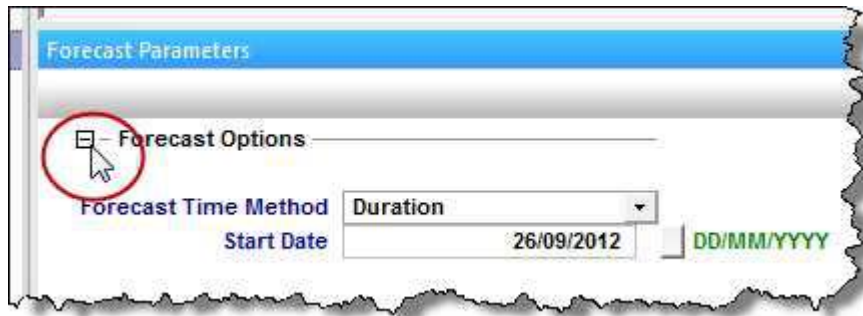 Forecast Parameters
Forecast Options
Forecast Time Method Duration
Start Date 26/09/2012 DD/MM/YYYY